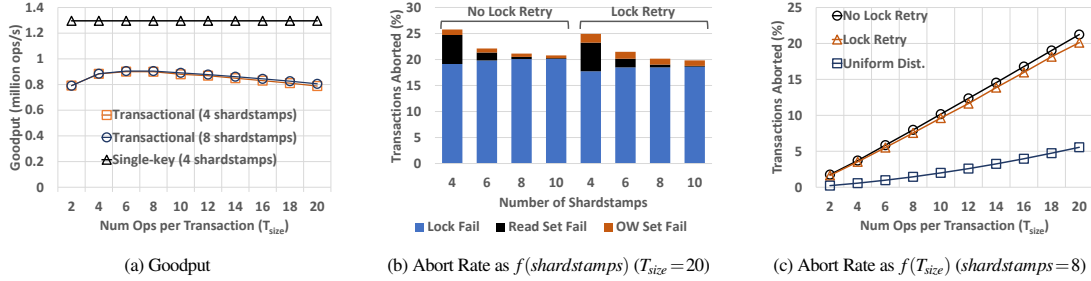 1.4
1.2
1
0.8
0.6
0.4
0.2
0
Goodput (million ops/s)
Transactional (4 shardstamps)
Transactional (8 shardstamps)
Single-key (4 shardstamps)
2 4 6 8 10 12 14 16 18 20
Num Ops per Transaction (Tsize)
(a) Goodput
30
25
20
15
10
5
0
Transactions Aborted (%)
No Lock Retry Lock Retry
4 6 8 10 4 6 8 10
Number of Shardstamps
Lock Fail Read Set Fail OW Set Fail
(b) Abort Rate as f(shardstamps) (Tsize=20)
25
20
15
10
5
0
Transactions Aborted (%)
No Lock Retry
Lock Retry
Uniform Dist.
2 4 6 8 10 12 14 16 18 20
Num Ops per Transaction (Tsize)
(c) Abort Rate as f(Tsize) (shardstamps=8)